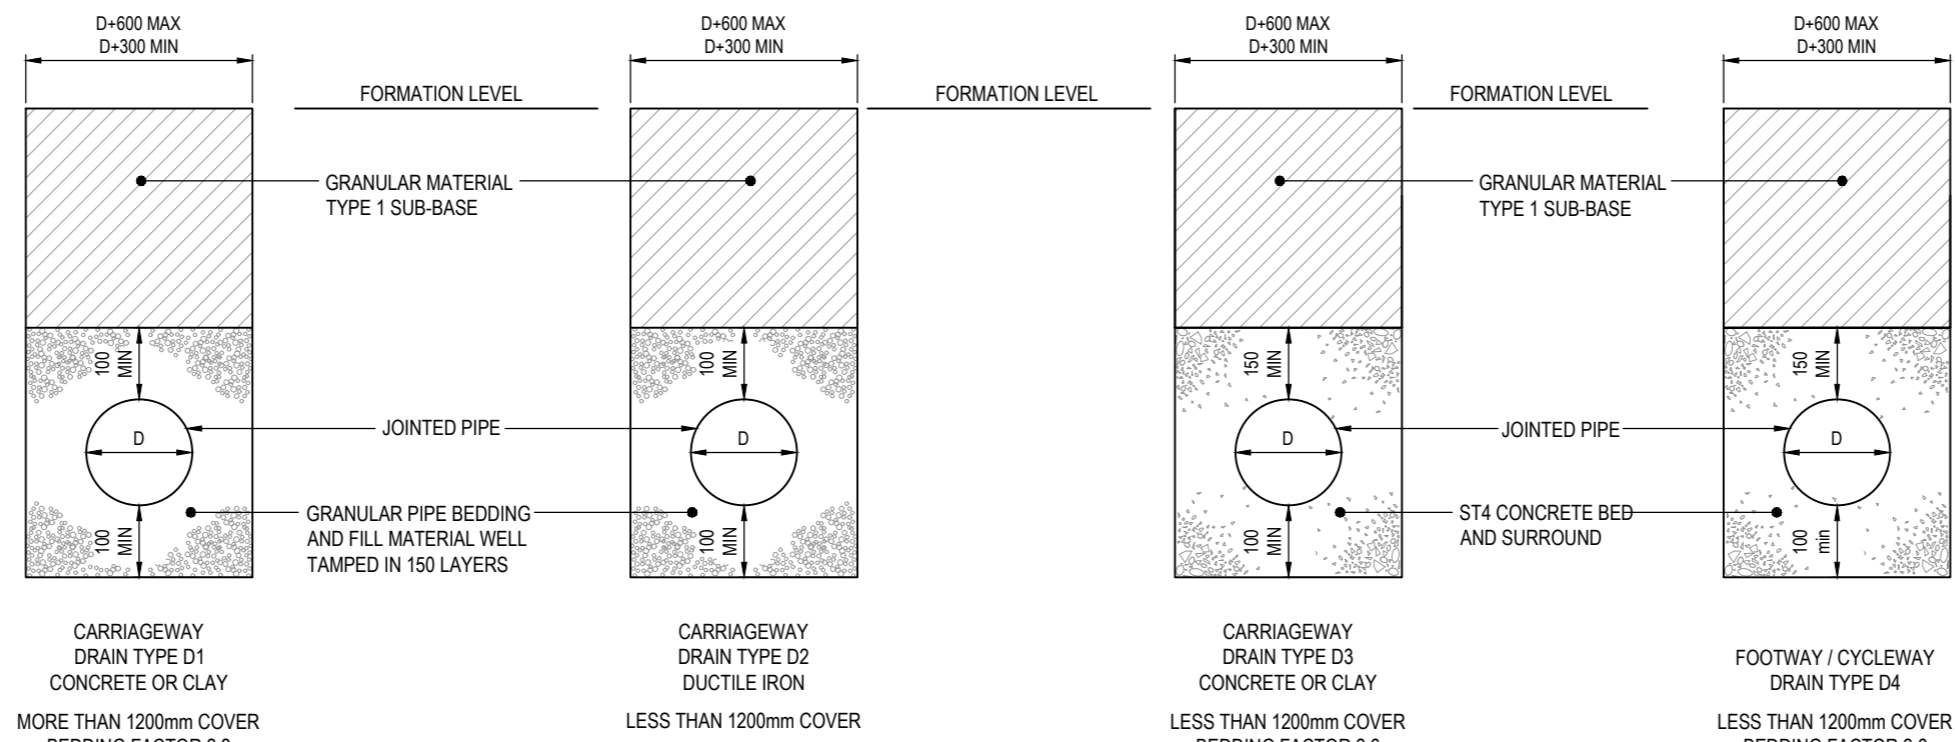 D+600 MAX
D+300 MIN
D+600 MAX
D+300 MIN
D+600 MAX
D+300 MIN
D+600 MAX
D+300 MIN
FORMATION LEVEL
FORMATION LEVEL
FORMATION LEVEL
GRANULAR MATERIAL
TYPE 1 SUB-BASE
GRANULAR MATERIAL
TYPE 1 SUB-BASE
100
MIN
100
MIN
150
MIN
150
MIN
JOINTED PIPE
JOINTED PIPE
D
D
D
D
GRANULAR PIPE BEDDING
AND FILL MATERIAL WELL
TAMPED IN 150 LAYERS
ST4 CONCRETE BED
AND SURROUND
100
MIN
100
MIN
100
MIN
100
min
CARRIAGEWAY
DRAIN TYPE D1
CONCRETE OR CLAY
MORE THAN 1200mm COVER
CARRIAGEWAY
DRAIN TYPE D2
DUCTILE IRON
LESS THAN 1200mm COVER
CARRIAGEWAY
DRAIN TYPE D3
CONCRETE OR CLAY
LESS THAN 1200mm COVER
FOOTWAY / CYCLEWAY
DRAIN TYPE D4
LESS THAN 1200mm COVER